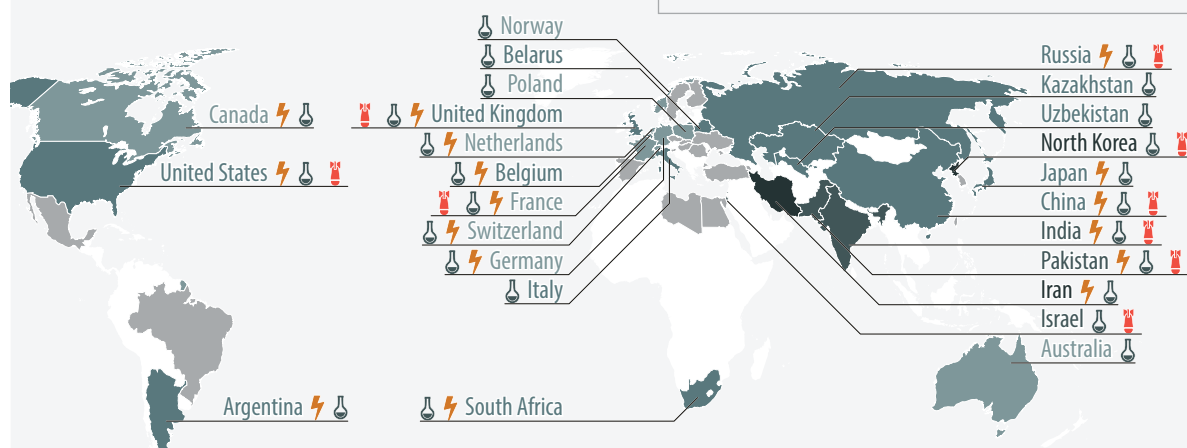 Norway
Belarus
Poland
United Kingdom
Netherlands
Belgium
France
Switzerland
Germany
Italy
Canada
United States
Argentina
South Africa
Russia
Kazakhstan
Uzbekistan
North Korea
Japan
China
India
Pakistan
Iran
Israel
Australia